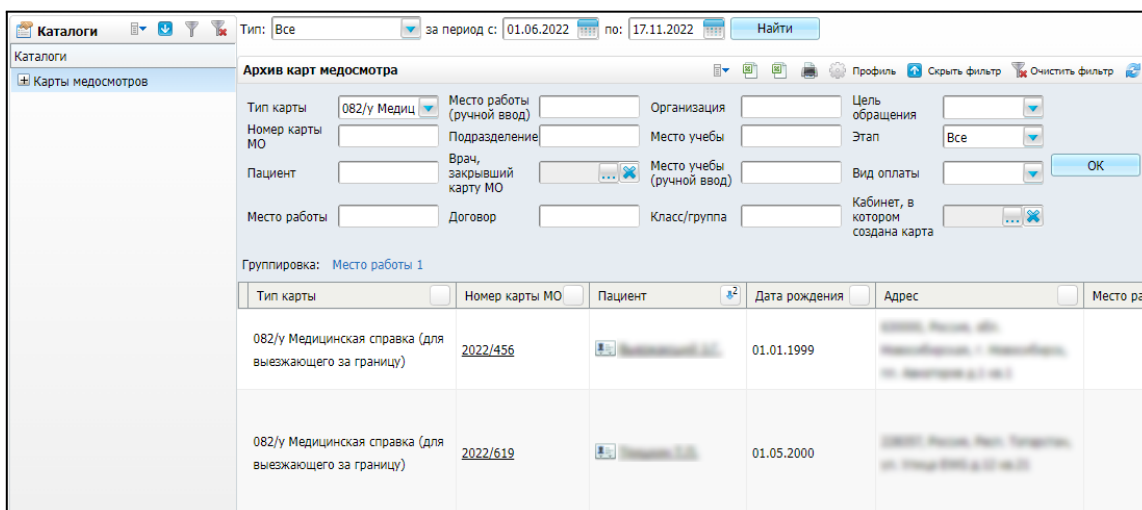 Каталоги
Тип: Все за период с: 01.06.2022 по: 17.11.2022 Найти
Каталоги
Карты медосмотров
Архив карт медосмотра Профиль Скрыть фильтр Очистить фильтр
Тип карты 082/у Медиц Место работы (ручной ввод) Организация Цель обращения
Номер карты МО Подразделение Место учебы Этап Все
Пациент Врач, закрывший карту МО Место учебы (ручной ввод) Вид оплаты ОК
Место работы Договор Класс/группа Кабинет, в котором создана карта
Группировка: Место работы 1
Тип карты Номер карты МО Пациент 2 Дата рождения Адрес Место ра
082/у Медицинская справка (для
выезжающего за границу) 2022/456 01.01.1999
082/у Медицинская справка (для
выезжающего за границу) 2022/619 01.05.2000